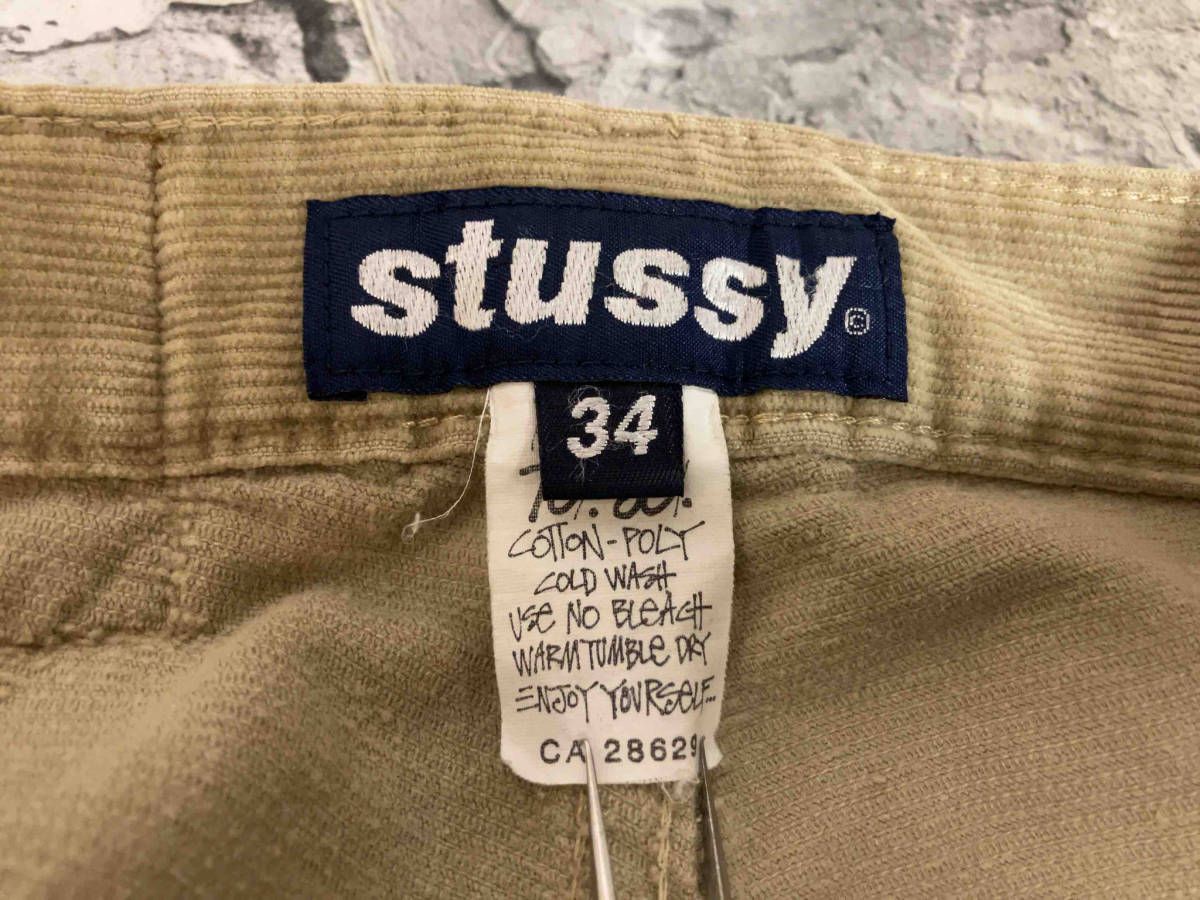 stussy
©
34
COTTON-POLY
COLD WASH
USE NO BLEACH
WARM TUMBLE DRY
ENJOY YOURSELF...
CA 28629